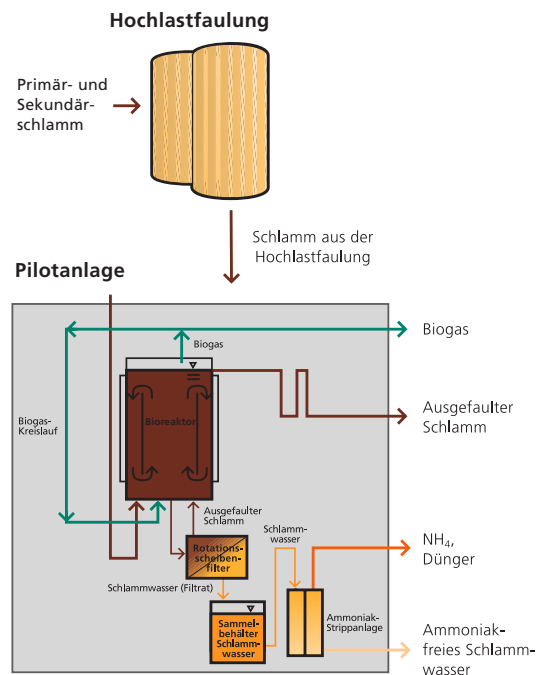 Hochlastfaulung
Primär- und
Sekundär-
schlamm
Schlamm aus der
Hochlastfaulung
Pilotanlage
Biogas
Biogas
Ausgefaulter
Schlamm
Bioreaktor
Biogas-
Kreislauf
Ausgefaulter
Schlamm
Schlamm-
wasser
Rotations-
scheiben-
filter
NH₄,
Dünger
Schlammwasser (Filtrat)
Sammel-
behälter
Schlamm-
wasser
Ammoniak-
Strippanlage
Ammoniak-
freies Schlamm-
wasser